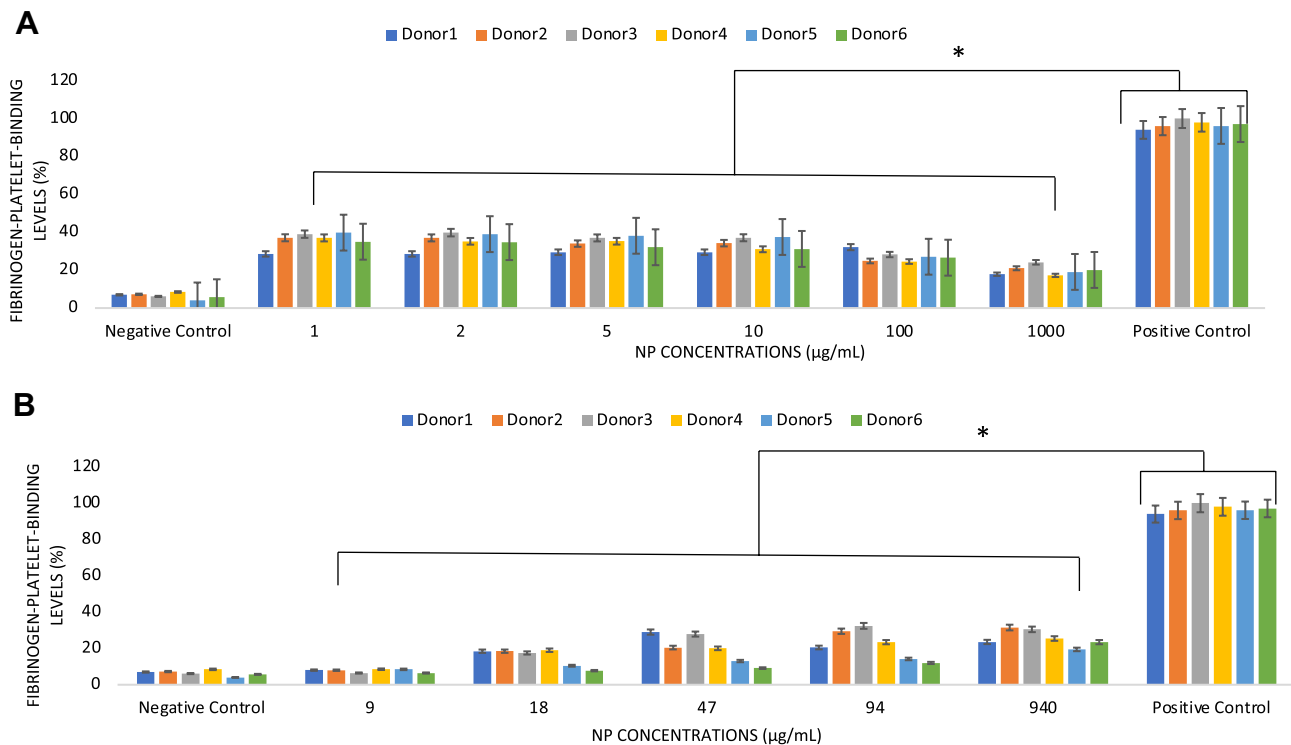 A
Donor1 Donor2 Donor3 Donor4 Donor5 Donor6
*
FIBRINOGEN-PLATELET-BINDING
LEVELS (%)
120
100
80
60
40
20
0
Negative Control 1 2 5 10 100 1000 Positive Control
NP CONCENTRATIONS (µg/mL)
B
Donor1 Donor2 Donor3 Donor4 Donor5 Donor6
*
FIBRINOGEN-PLATELET-BINDING
LEVELS (%)
120
100
80
60
40
20
0
Negative Control 9 18 47 94 940 Positive Control
NP CONCENTRATIONS (µg/mL)